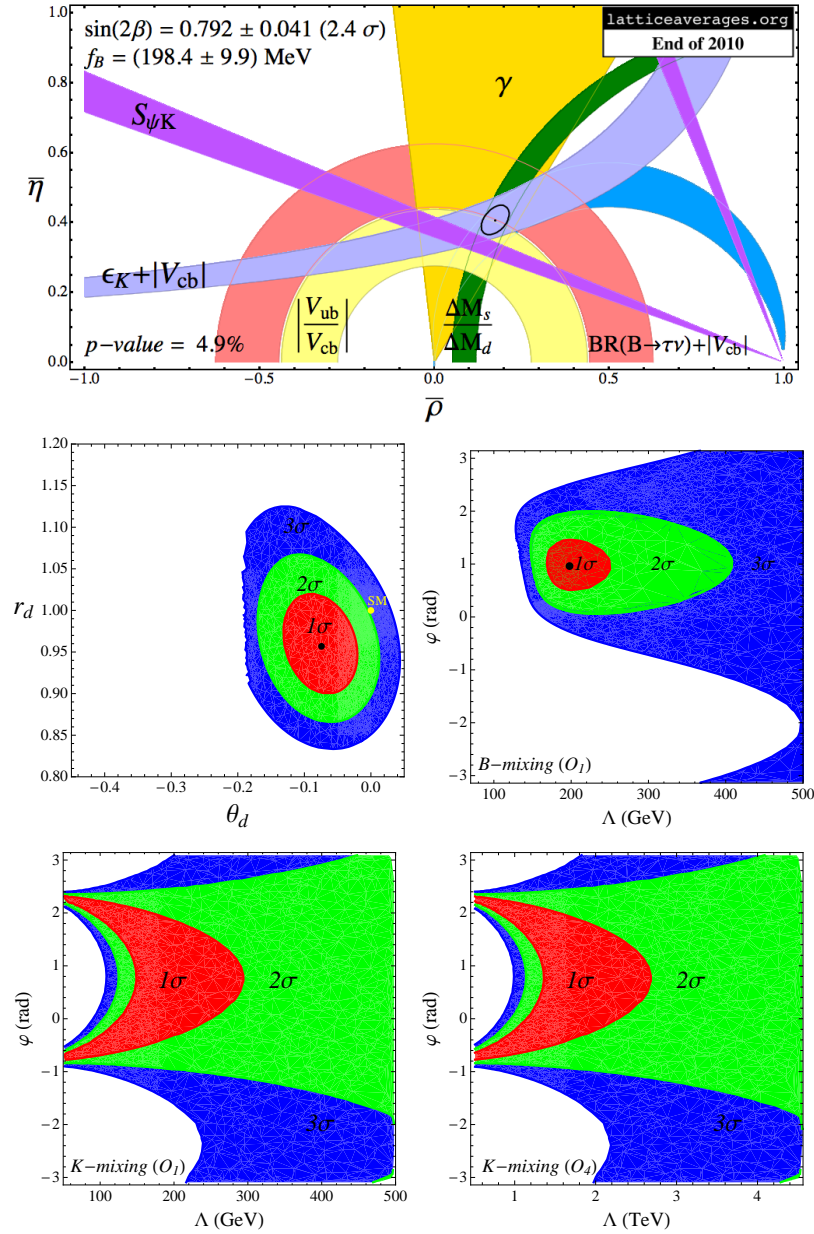 sin(2β) = 0.792 ± 0.041 (2.4 σ)
f_B = (198.4 ± 9.9) MeV
latticeaverages.org
End of 2010
γ
S_ψK
ϵ_K+|V_cb|
|V_ub/V_cb|
ΔM_s/ΔM_d
BR(B→τν)+|V_cb|
p−value = 4.9%
η̅
1.0
0.8
0.6
0.4
0.2
0.0
−1.0 −0.5 0.0 0.5 1.0
ρ̅
1.20
1.15
1.10
1.05
1.00
0.95
0.90
0.85
0.80
r_d
3σ
2σ
1σ
SM
−0.4 −0.3 −0.2 −0.1 0.0
θ_d
3
2
1
0
−1
−2
−3
φ (rad)
1σ 2σ 3σ
B−mixing (O_1)
100 200 300 400 500
Λ (GeV)
3
2
1
0
−1
−2
−3
φ (rad)
1σ 2σ
3σ
K−mixing (O_1)
100 200 300 400 500
Λ (GeV)
3
2
1
0
−1
−2
−3
φ (rad)
1σ 2σ
3σ
K−mixing (O_4)
1 2 3 4
Λ (TeV)